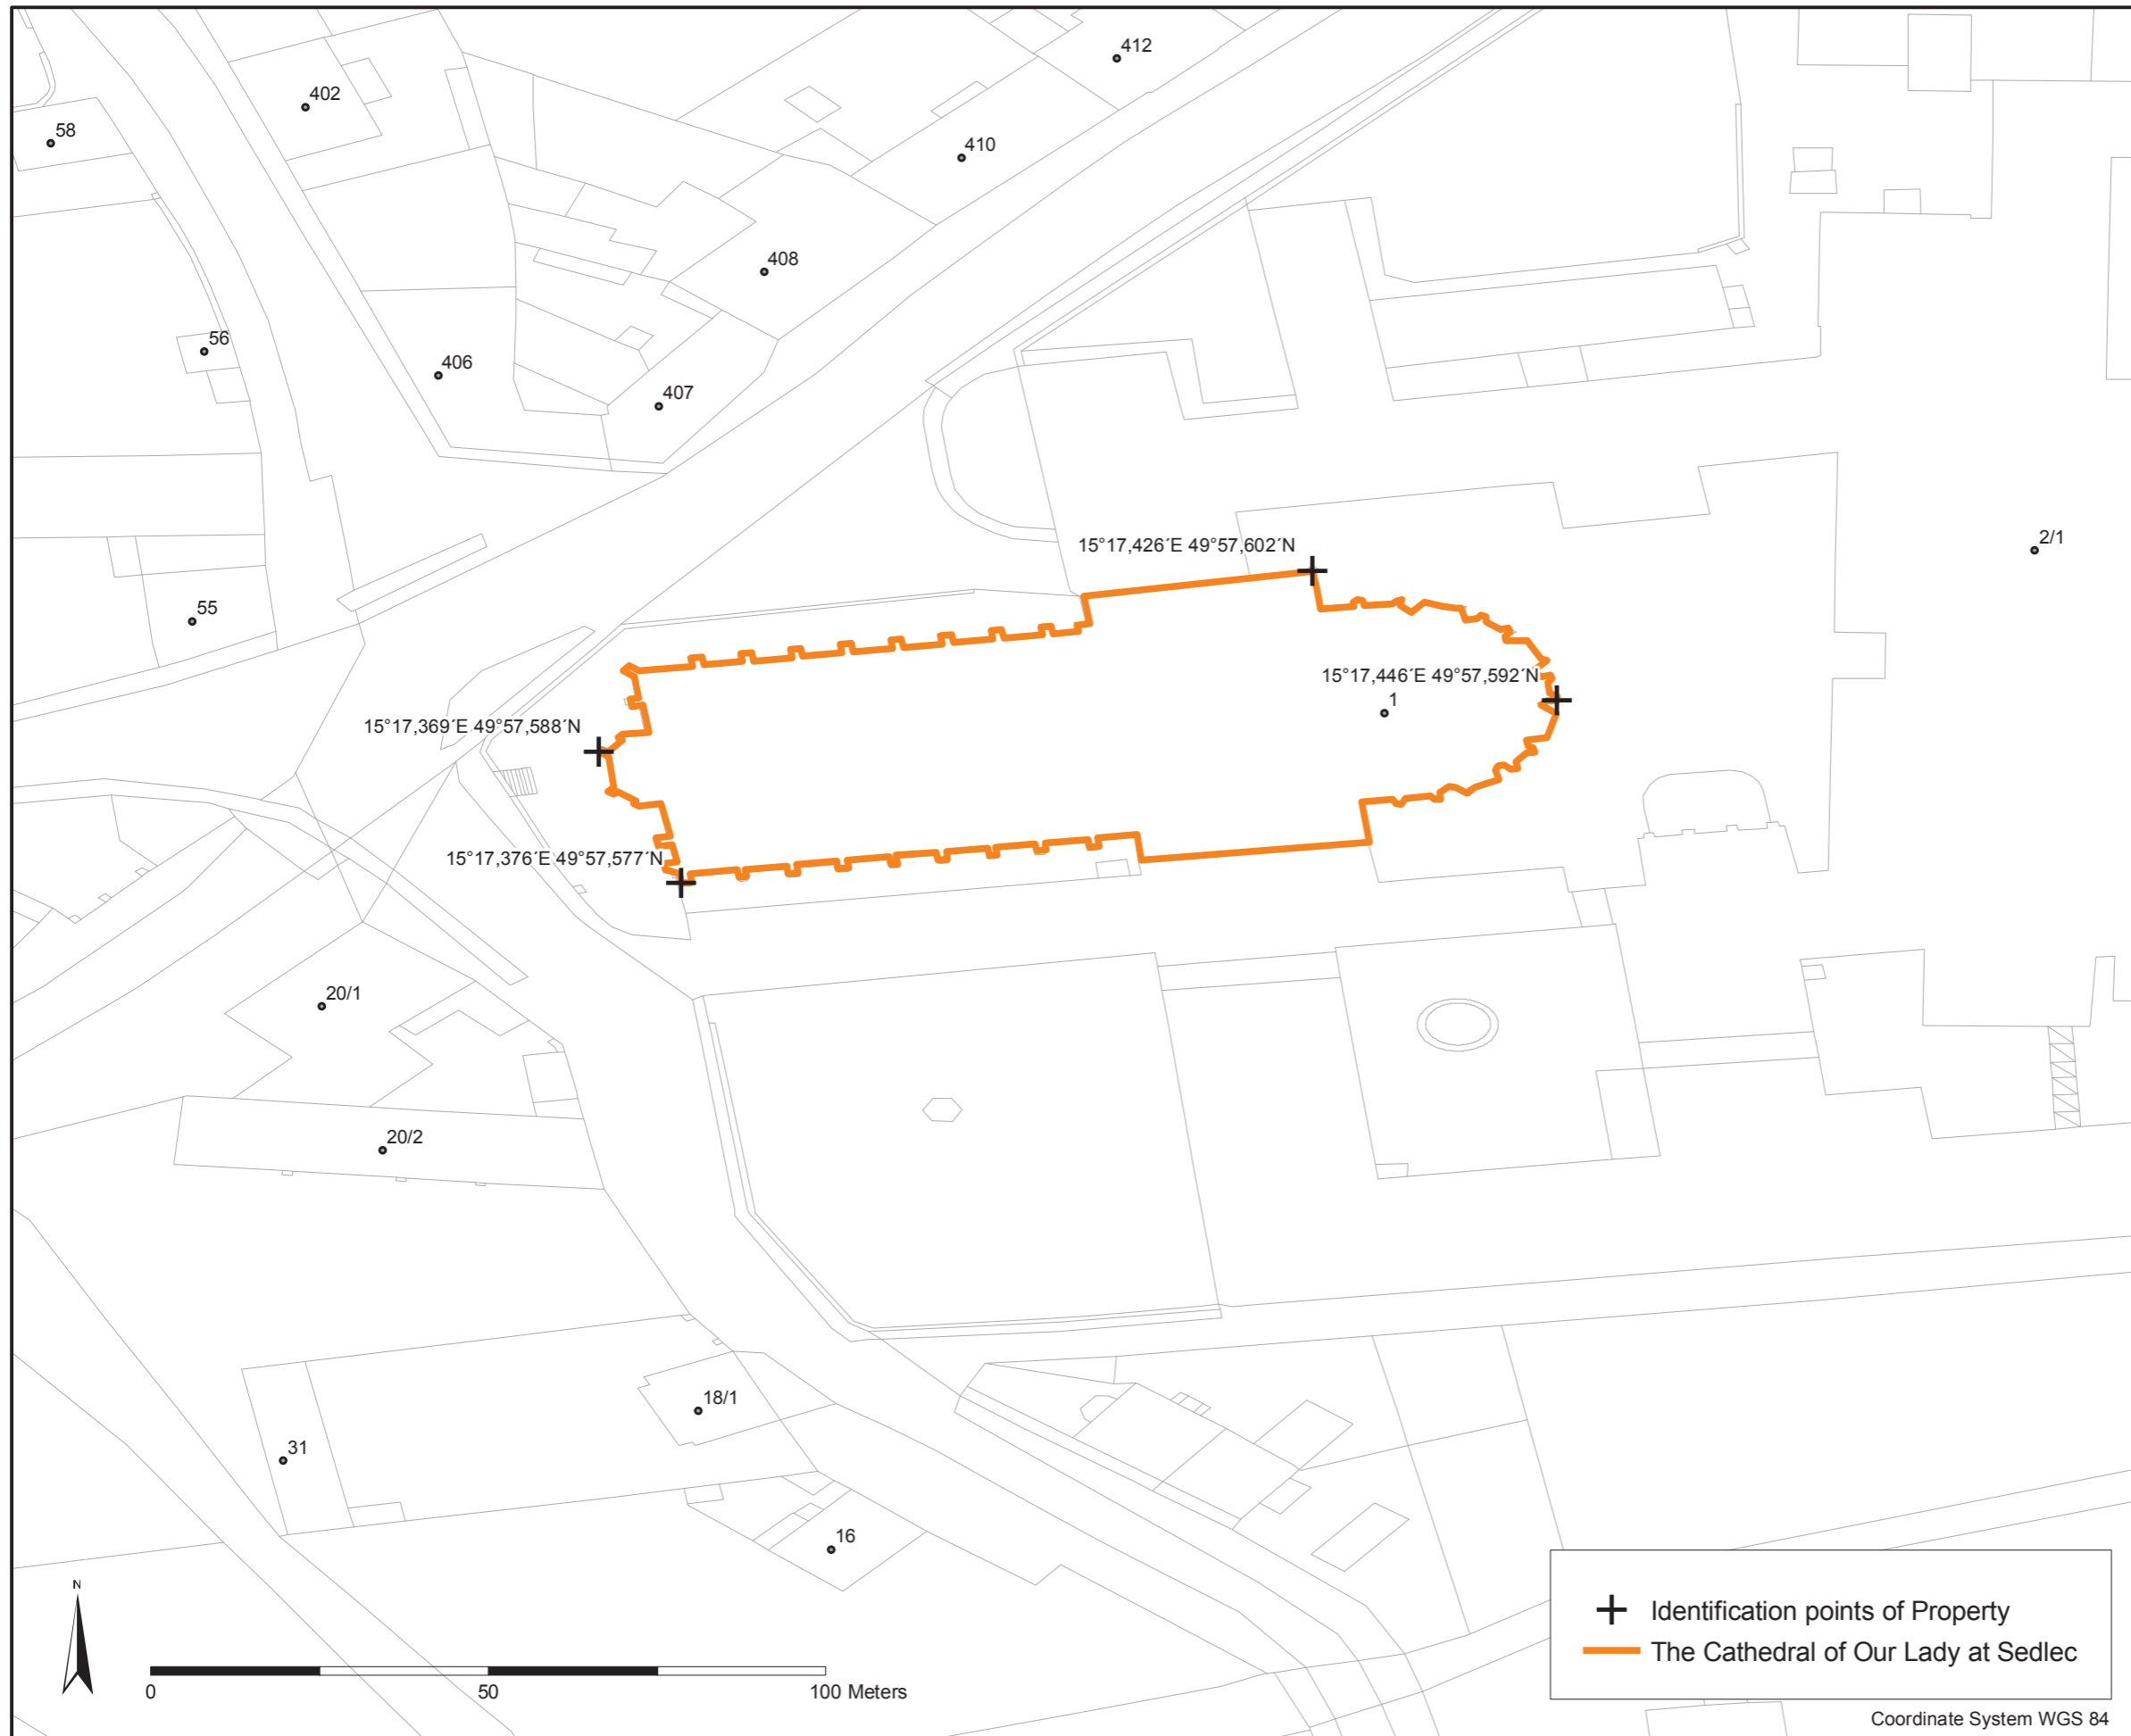 412
402
58
410
408
56
406
407
15°17,426´E 49°57,602´N
2/1
55
15°17,446´E 49°57,592´N
1
15°17,369´E 49°57,588´N
15°17,376´E 49°57,577´N
20/1
20/2
18/1
31
16
N
0 50 100 Meters
Identification points of Property
The Cathedral of Our Lady at Sedlec
Coordinate System WGS 84